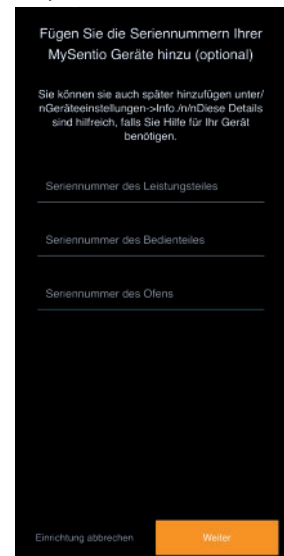 Fügen Sie die Seriennummern Ihrer
MySentio Geräte hinzu (optional)
Sie können sie auch später hinzufügen unter/
nGeräteeinstellungen->Info./n/nDiese Details
sind hilfreich, falls Sie Hilfe für Ihr Gerät
benötigen.
Seriennummer des Leistungsteiles
Seriennummer des Bedienteiles
Seriennummer des Ofens
Einrichtung abbrechen
Weiter